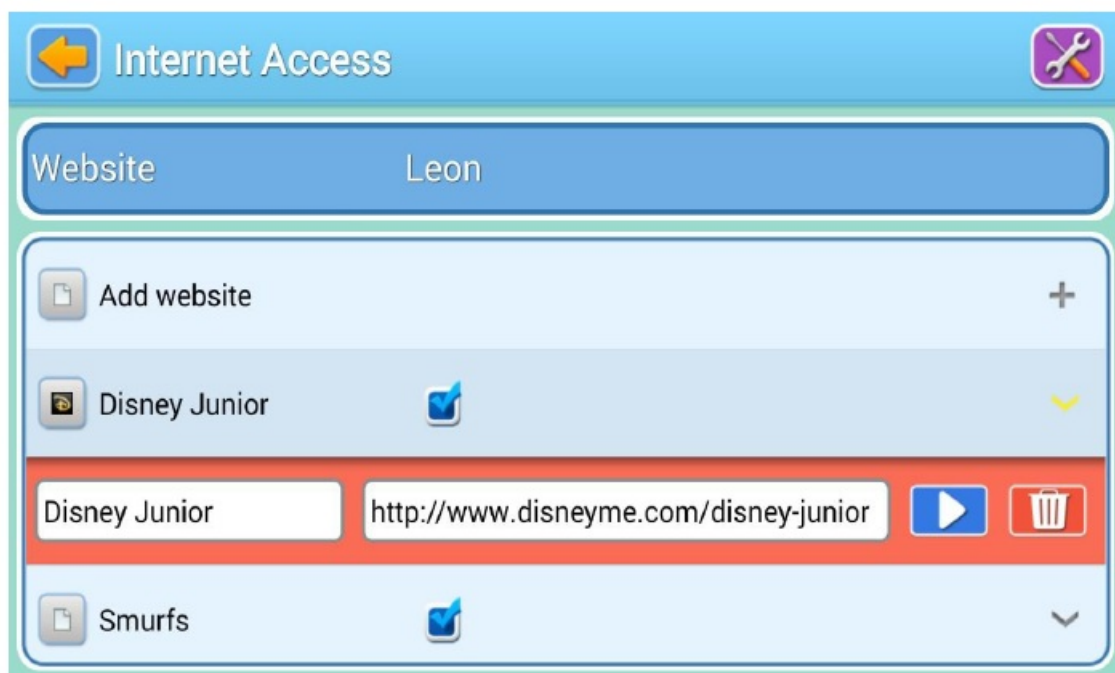 Internet Access
Website Leon
Add website
Disney Junior
Disney Junior http://www.disneyme.com/disney-junior
Smurfs